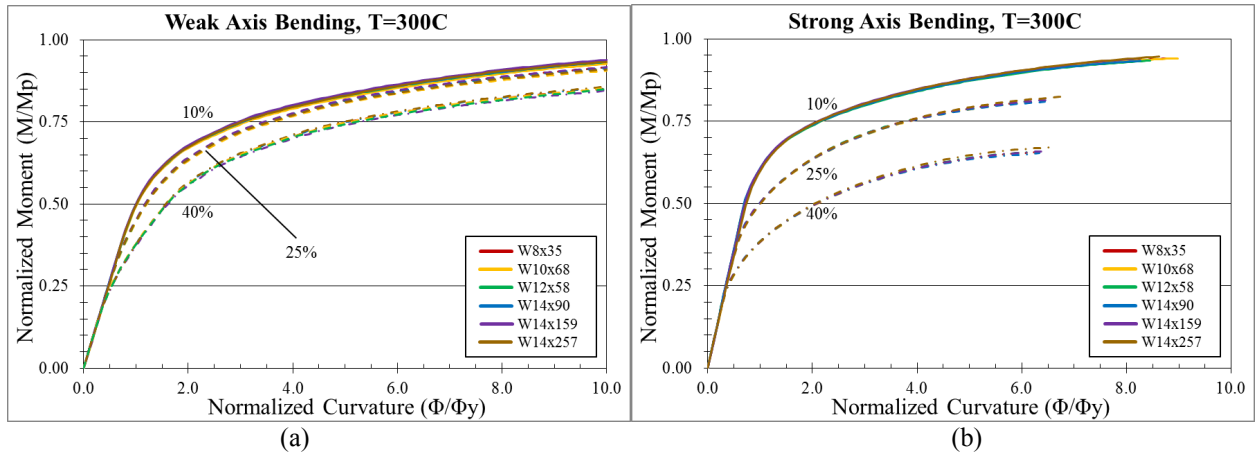 Weak Axis Bending, T=300C
Normalized Moment (M/Mp)
1.00
0.75
0.50
0.25
0.00
10%
40%
25%
W8x35
W10x68
W12x58
W14x90
W14x159
W14x257
0.0
2.0
4.0
6.0
8.0
10.0
Normalized Curvature (Φ/Φy)
(a)
Strong Axis Bending, T=300C
Normalized Moment (M/Mp)
1.00
0.75
0.50
0.25
0.00
10%
25%
40%
W8x35
W10x68
W12x58
W14x90
W14x159
W14x257
0.0
2.0
4.0
6.0
8.0
10.0
Normalized Curvature (Φ/Φy)
(b)